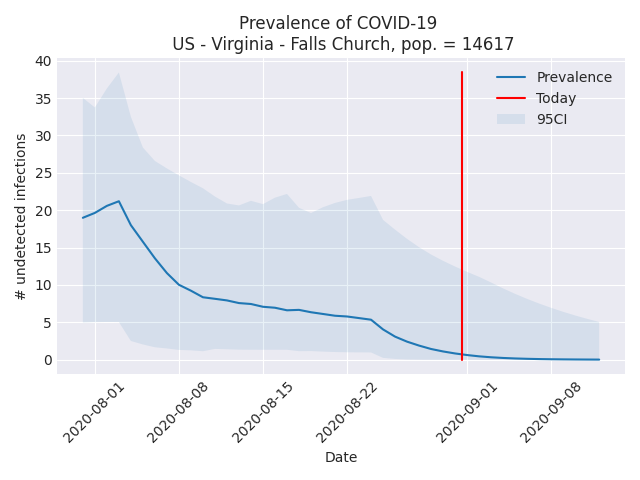 Prevalence of COVID-19
US - Virginia - Falls Church, pop. = 14617
# undetected infections
40
35
30
25
20
15
10
5
0
Prevalence
Today
95CI
2020-08-01
2020-08-08
2020-08-15
2020-08-22
2020-09-01
2020-09-08
Date